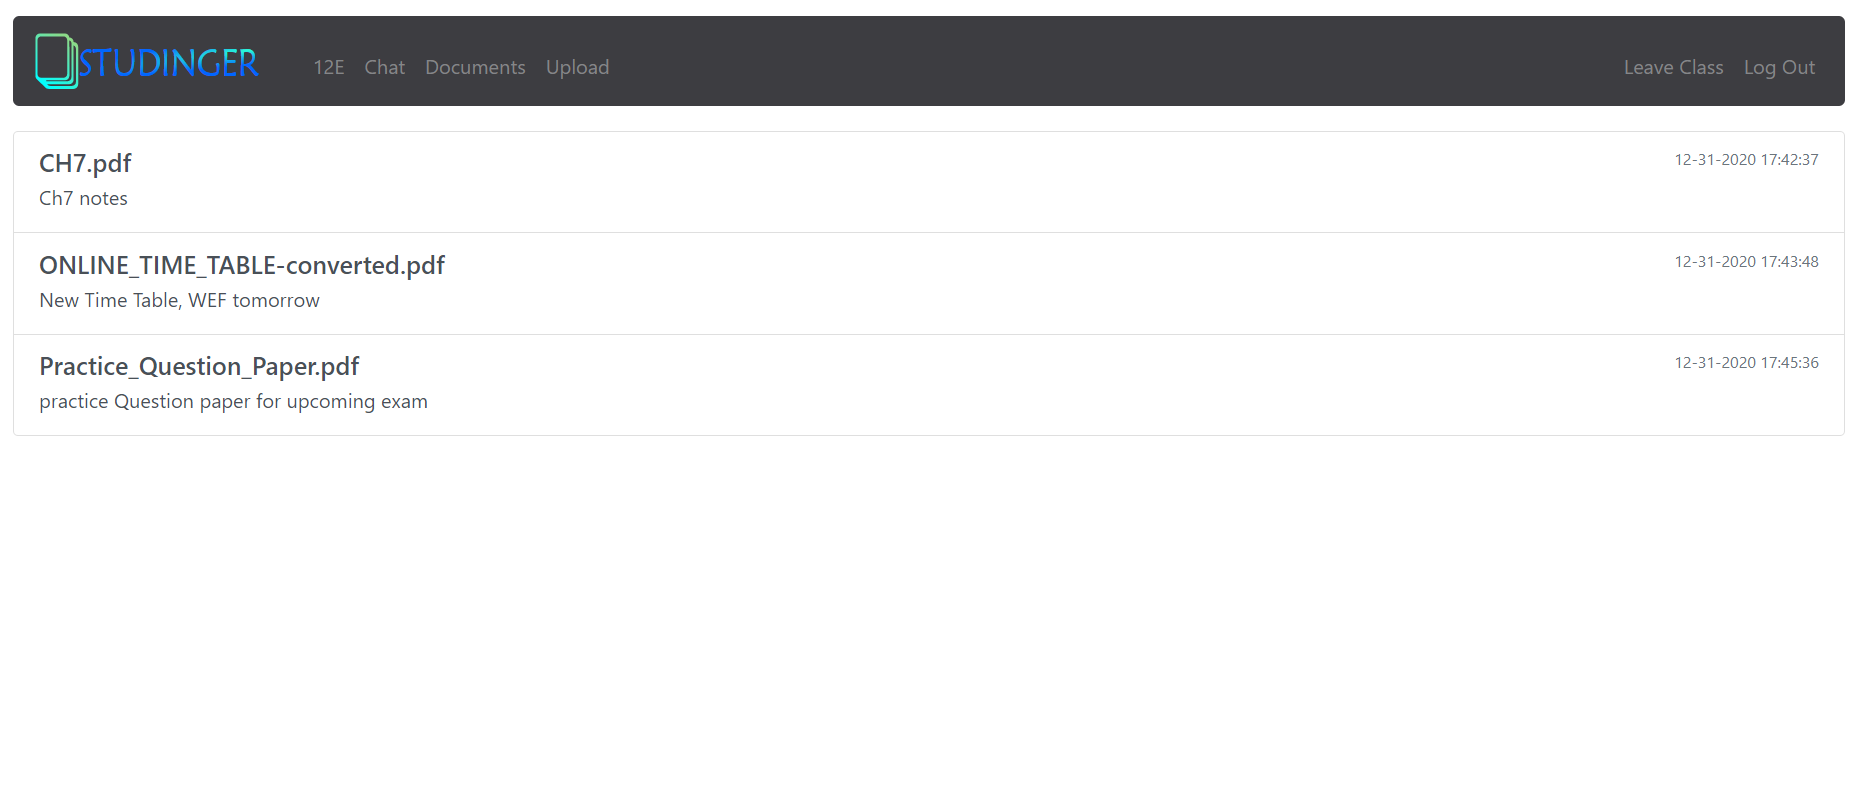 STUDINGER 12E Chat Documents Upload Leave Class Log Out
CH7.pdf 12-31-2020 17:42:37
Ch7 notes
ONLINE_TIME_TABLE-converted.pdf 12-31-2020 17:43:48
New Time Table, WEF tomorrow
Practice_Question_Paper.pdf 12-31-2020 17:45:36
practice Question paper for upcoming exam